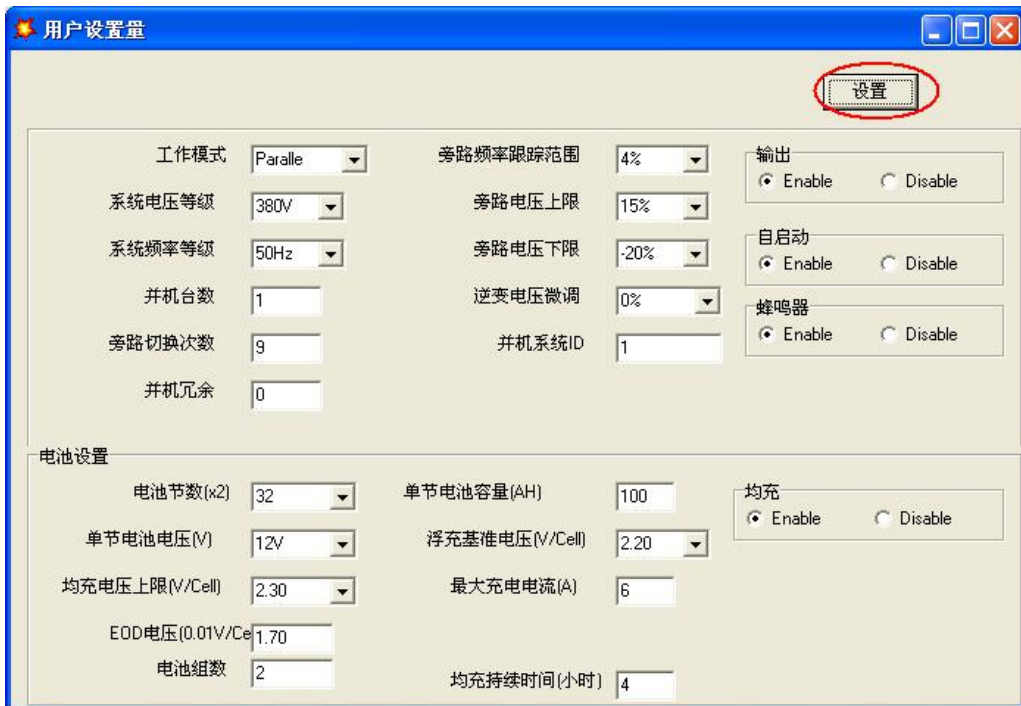 用户设置量
设置
工作模式 Paralle 旁路频率跟踪范围 4% 输出
Enable Disable
系统电压等级 380V 旁路电压上限 15%
自启动
系统频率等级 50Hz 旁路电压下限 -20% Enable Disable
并机台数 1 逆变电压微调 0% 蜂鸣器
Enable Disable
旁路切换次数 9 并机系统ID 1
并机冗余 0
电池设置
电池节数(x2) 32 单节电池容量(AH) 100 均充
Enable Disable
单节电池电压(V) 12V 浮充基准电压(V/Cell) 2.20
均充电压上限(V/Cell) 2.30 最大充电电流(A) 6
EOD电压(0.01V/Ce 1.70
电池组数 2 均充持续时间(小时) 4